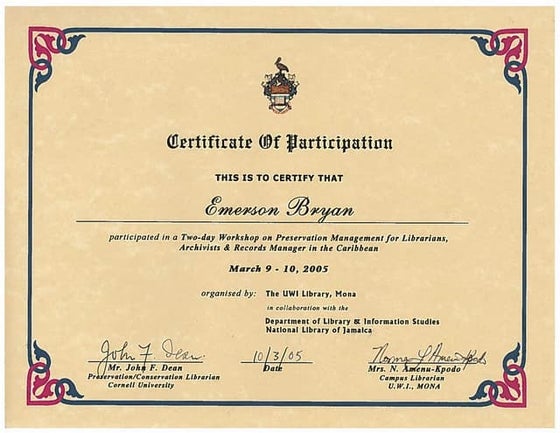 Certificate Of Participation
THIS IS TO CERTIFY THAT
Emerson Bryan
participated in a Two-day Workshop on Preservation Management for Librarians,
Archivists & Records Manager in the Caribbean
March 9 - 10, 2005
organised by: The UWI Library, Mona
in collaboration with the
Department of Library & Information Studies
National Library of Jamaica
John F. Dean 10/3/05 Norma Y Amenu-Kpodo
Mr. John F. Dean Date Mrs. N. Amenu-Kpodo
Preservation/Conservation Librarian Campus Librarian
Cornell University U.W.I., MONA